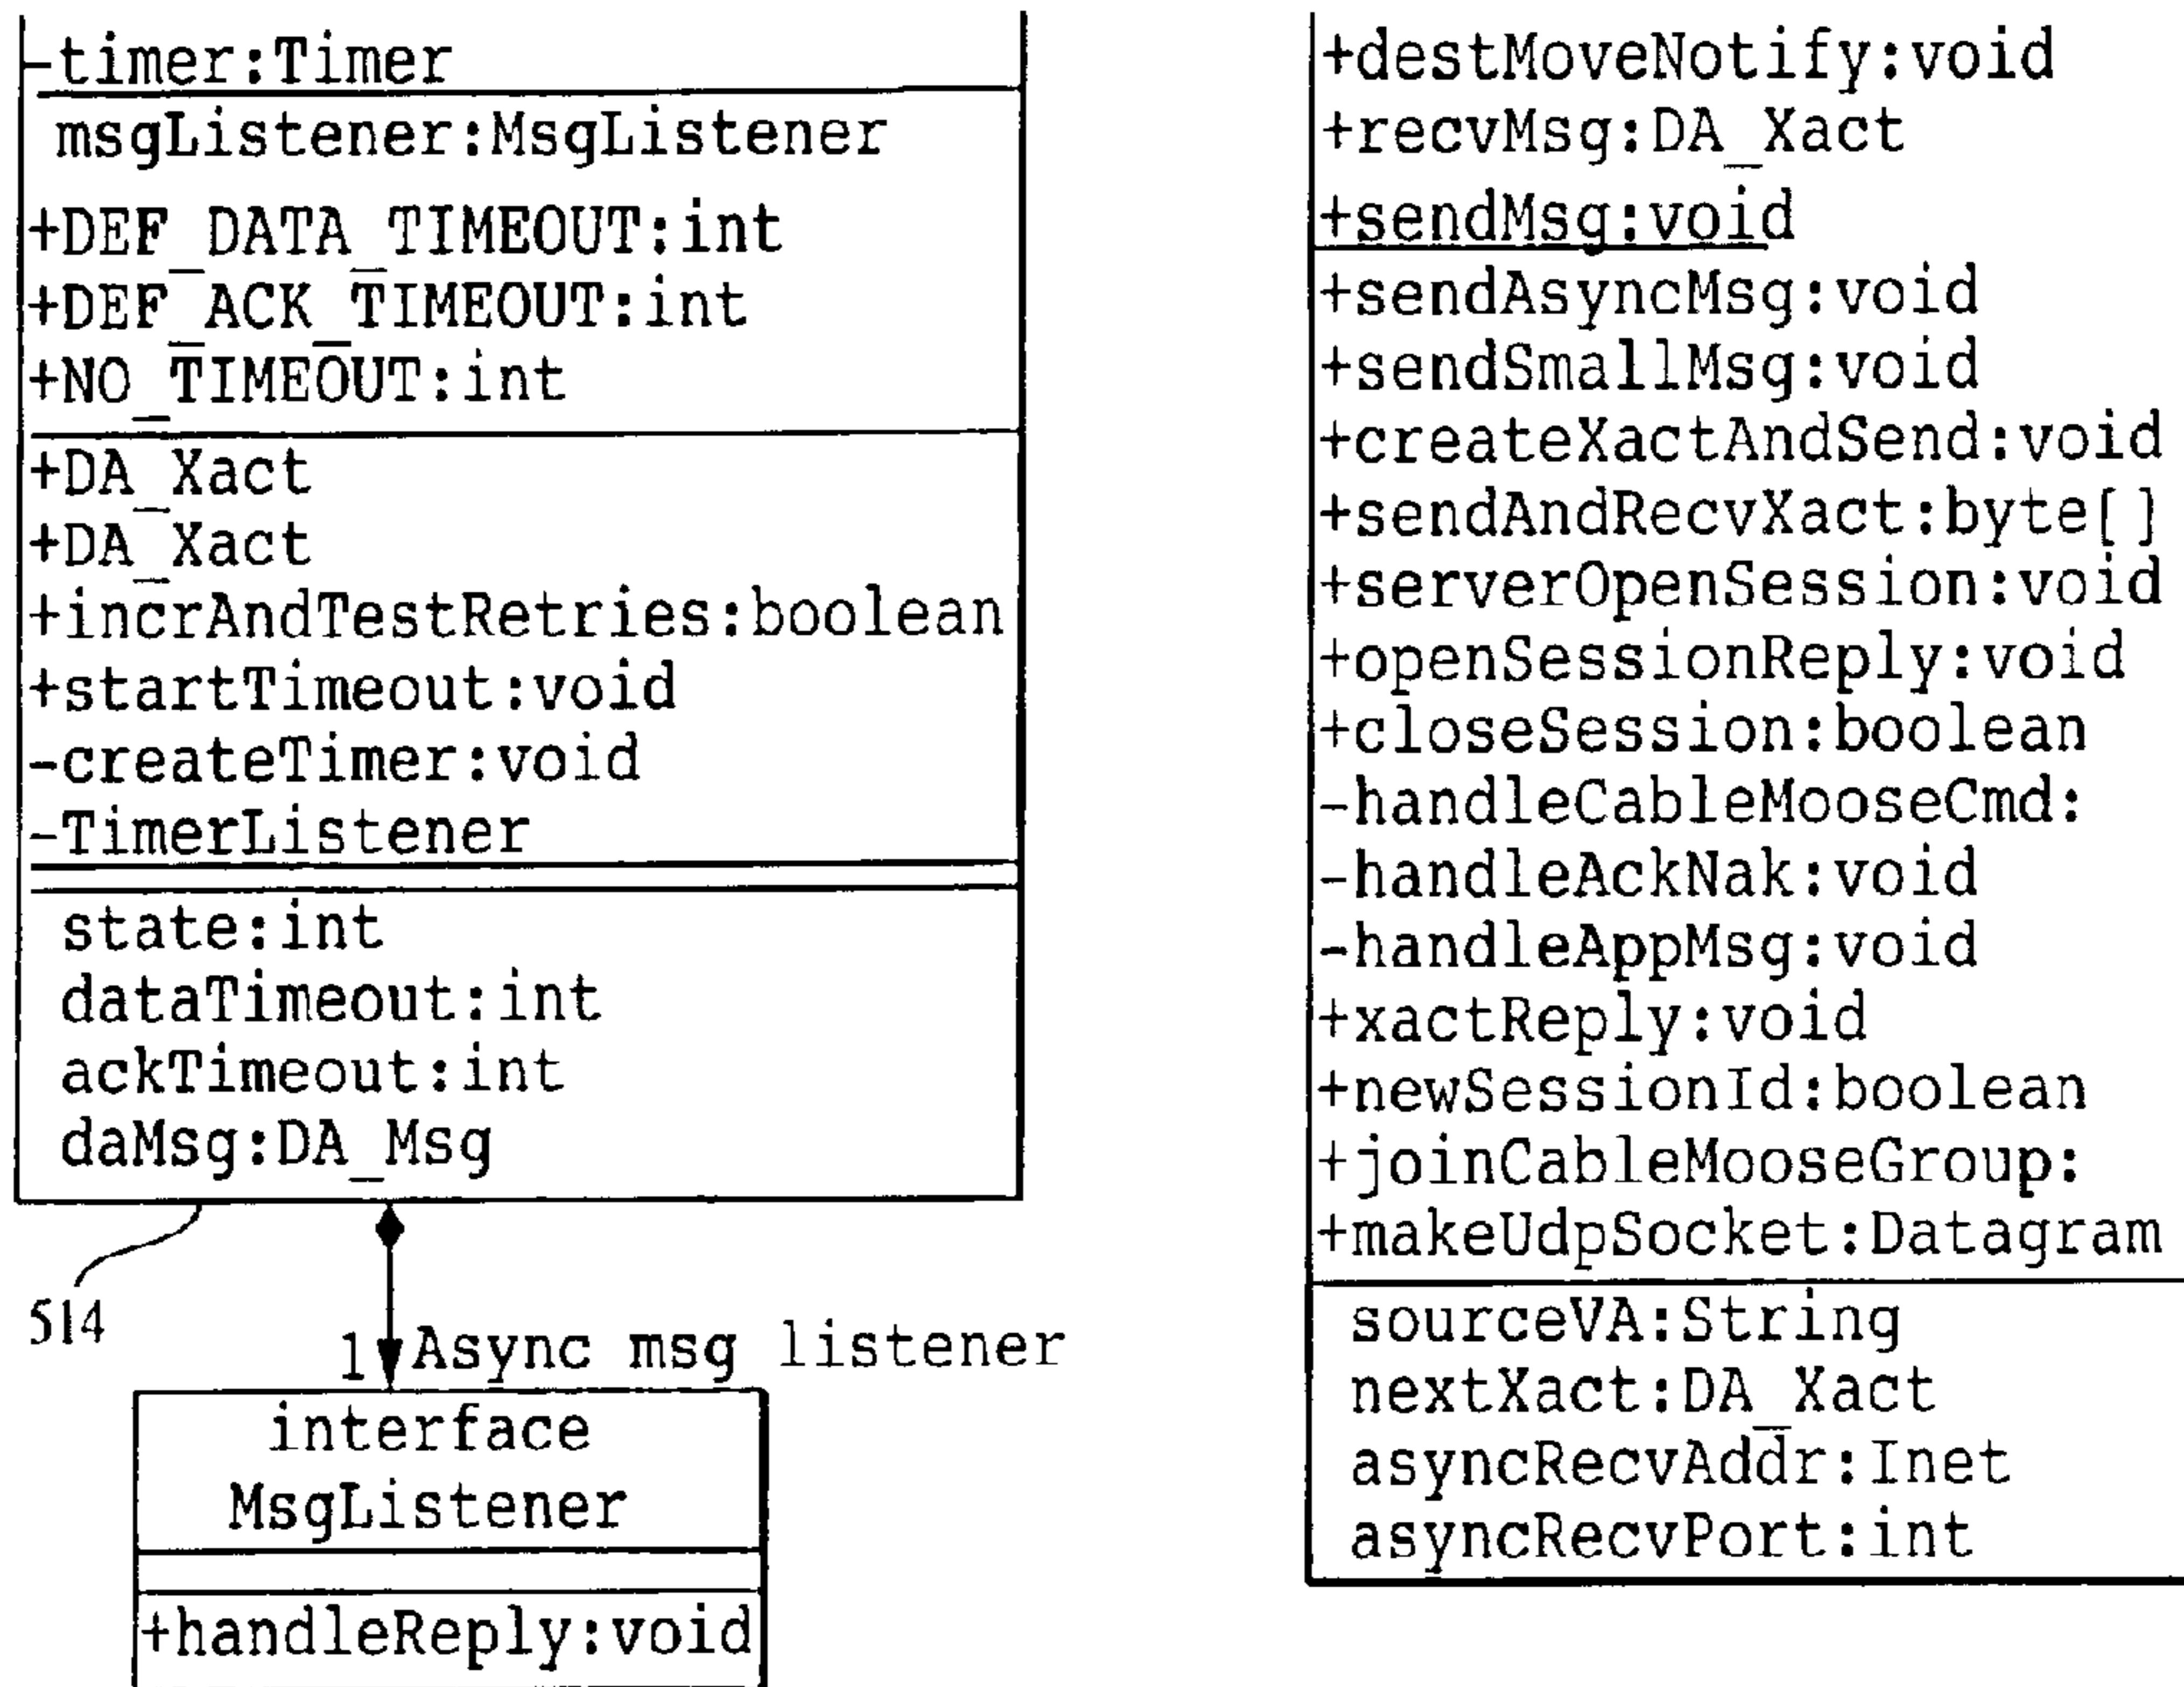 -timer:Timer
msgListener:MsgListener
+DEF_DATA_TIMEOUT:int
+DEF_ACK_TIMEOUT:int
+NO_TIMEOUT:int
+DA_Xact
+DA_Xact
+incrAndTestRetries:boolean
+startTimeout:void
-createTimer:void
-TimerListener
state:int
dataTimeout:int
ackTimeout:int
daMsg:DA_Msg
514
1 Async msg listener
interface
MsgListener
+handleReply:void
+destMoveNotify:void
+recvMsg:DA_Xact
+sendMsg:void
+sendAsyncMsg:void
+sendSmallMsg:void
+createXactAndSend:void
+sendAndRecvXact:byte[]
+serverOpenSession:void
+openSessionReply:void
+closeSession:boolean
-handleCableMooseCmd:
-handleAckNak:void
-handleAppMsg:void
+xactReply:void
+newSessionId:boolean
+joinCableMooseGroup:
+makeUdpSocket:Datagram
sourceVA:String
nextXact:DA_Xact
asyncRecvAddr:Inet
asyncRecvPort:int